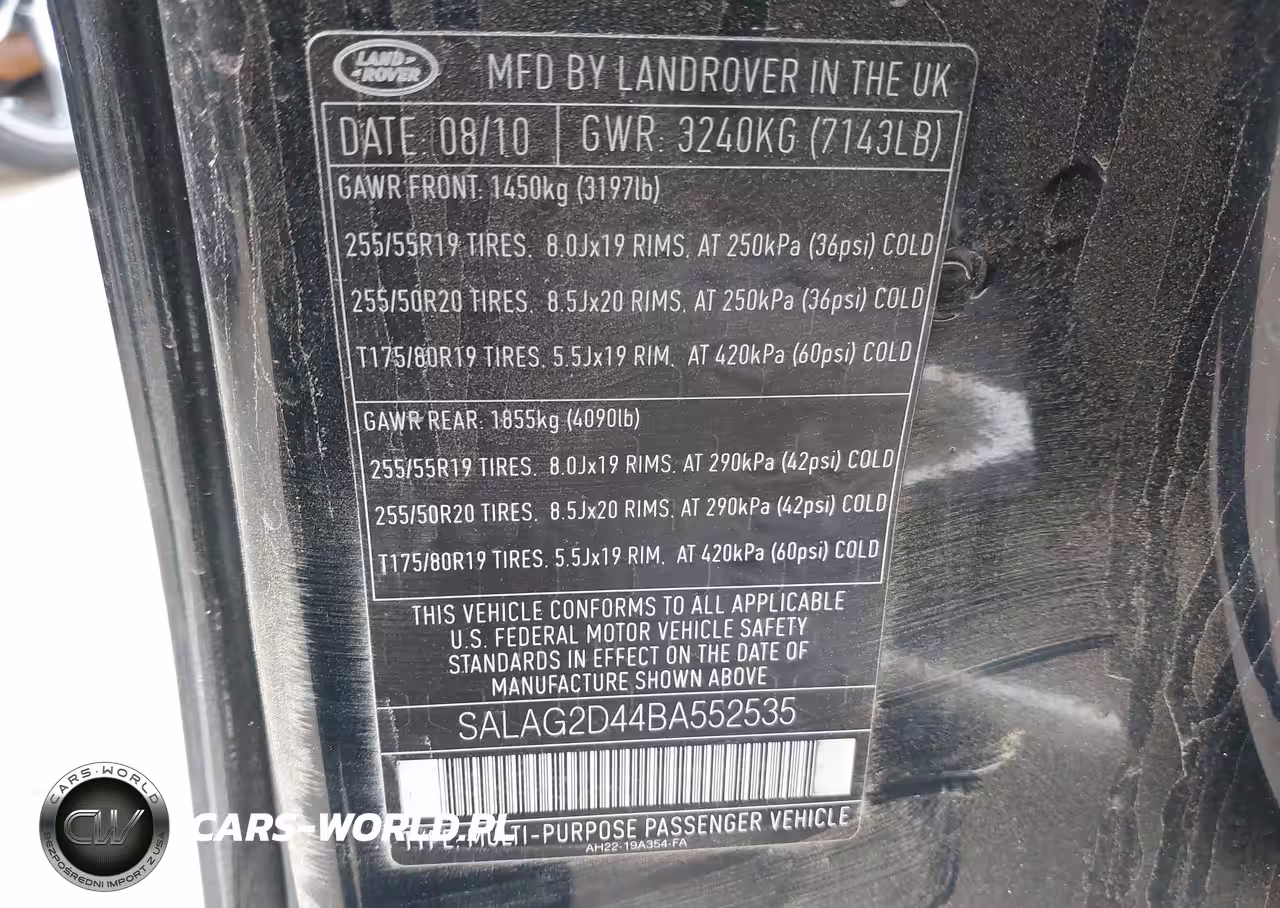 LAND ROVER
MFD BY LANDROVER IN THE UK
DATE: 08/10 GWR: 3240KG (7143LB)
GAWR FRONT: 1450kg (3197lb)
255/55R19 TIRES. 8.0Jx19 RIMS, AT 250kPa (36psi) COLD
255/50R20 TIRES. 8.5Jx20 RIMS, AT 250kPa (36psi) COLD
T175/80R19 TIRES. 5.5Jx19 RIM, AT 420kPa (60psi) COLD
GAWR REAR: 1855kg (4090lb)
255/55R19 TIRES. 8.0Jx19 RIMS, AT 290kPa (42psi) COLD
255/50R20 TIRES. 8.5Jx20 RIMS, AT 290kPa (42psi) COLD
T175/80R19 TIRES. 5.5Jx19 RIM, AT 420kPa (60psi) COLD
THIS VEHICLE CONFORMS TO ALL APPLICABLE
U.S. FEDERAL MOTOR VEHICLE SAFETY
STANDARDS IN EFFECT ON THE DATE OF
MANUFACTURE SHOWN ABOVE
SALAG2D44BA552535
TYPE: MULTI-PURPOSE PASSENGER VEHICLE
AH22-19A354-FA
CARS-WORLD
CW
BEZPOŚREDNI IMPORT Z USA
CARS-WORLD.PL